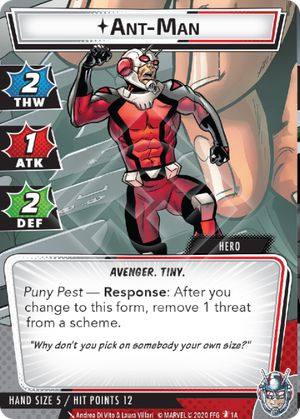 Ant-Man
2
THW
1
ATK
2
DEF
HERO
AVENGER. TINY.
Puny Pest — Response: After you
change to this form, remove 1 threat
from a scheme.
"Why don't you pick on somebody your own size?"
HAND SIZE 5 / HIT POINTS 12
Andrea Di Vito & Laura Villari © MARVEL © 2020 FFG 1A